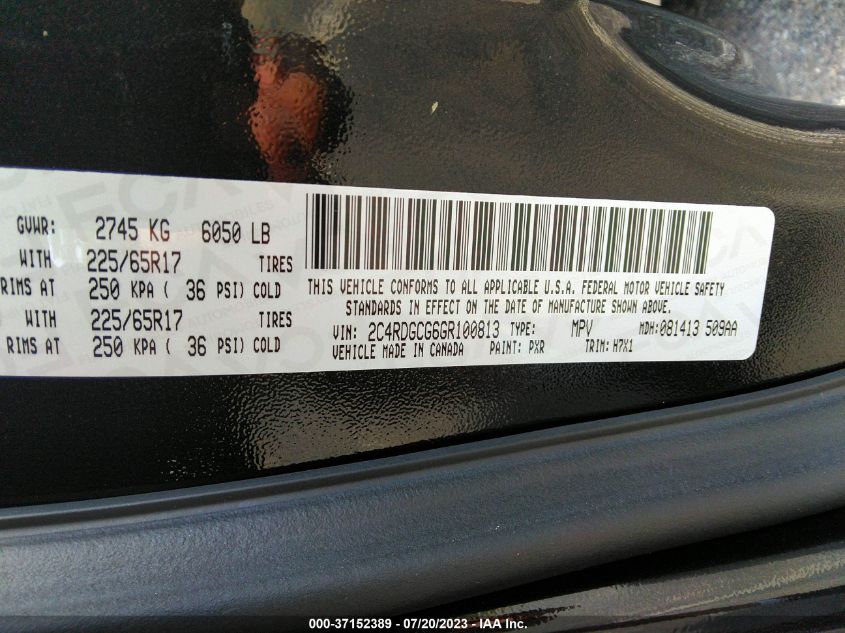 GVWR: 2745 KG 6050 LB
WITH 225/65R17 TIRES
RIMS AT 250 KPA ( 36 PSI) COLD
WITH 225/65R17 TIRES
RIMS AT 250 KPA ( 36 PSI) COLD
THIS VEHICLE CONFORMS TO ALL APPLICABLE U.S.A. FEDERAL MOTOR VEHICLE SAFETY
STANDARDS IN EFFECT ON THE DATE OF MANUFACTURE SHOWN ABOVE.
VIN: 2C4RDGCG6GR100813 TYPE: MPV MDH: 081413 509AA
VEHICLE MADE IN CANADA PAINT: PXR TRIM: H7X1
000-37152389 - 07/20/2023 - © IAA Inc.